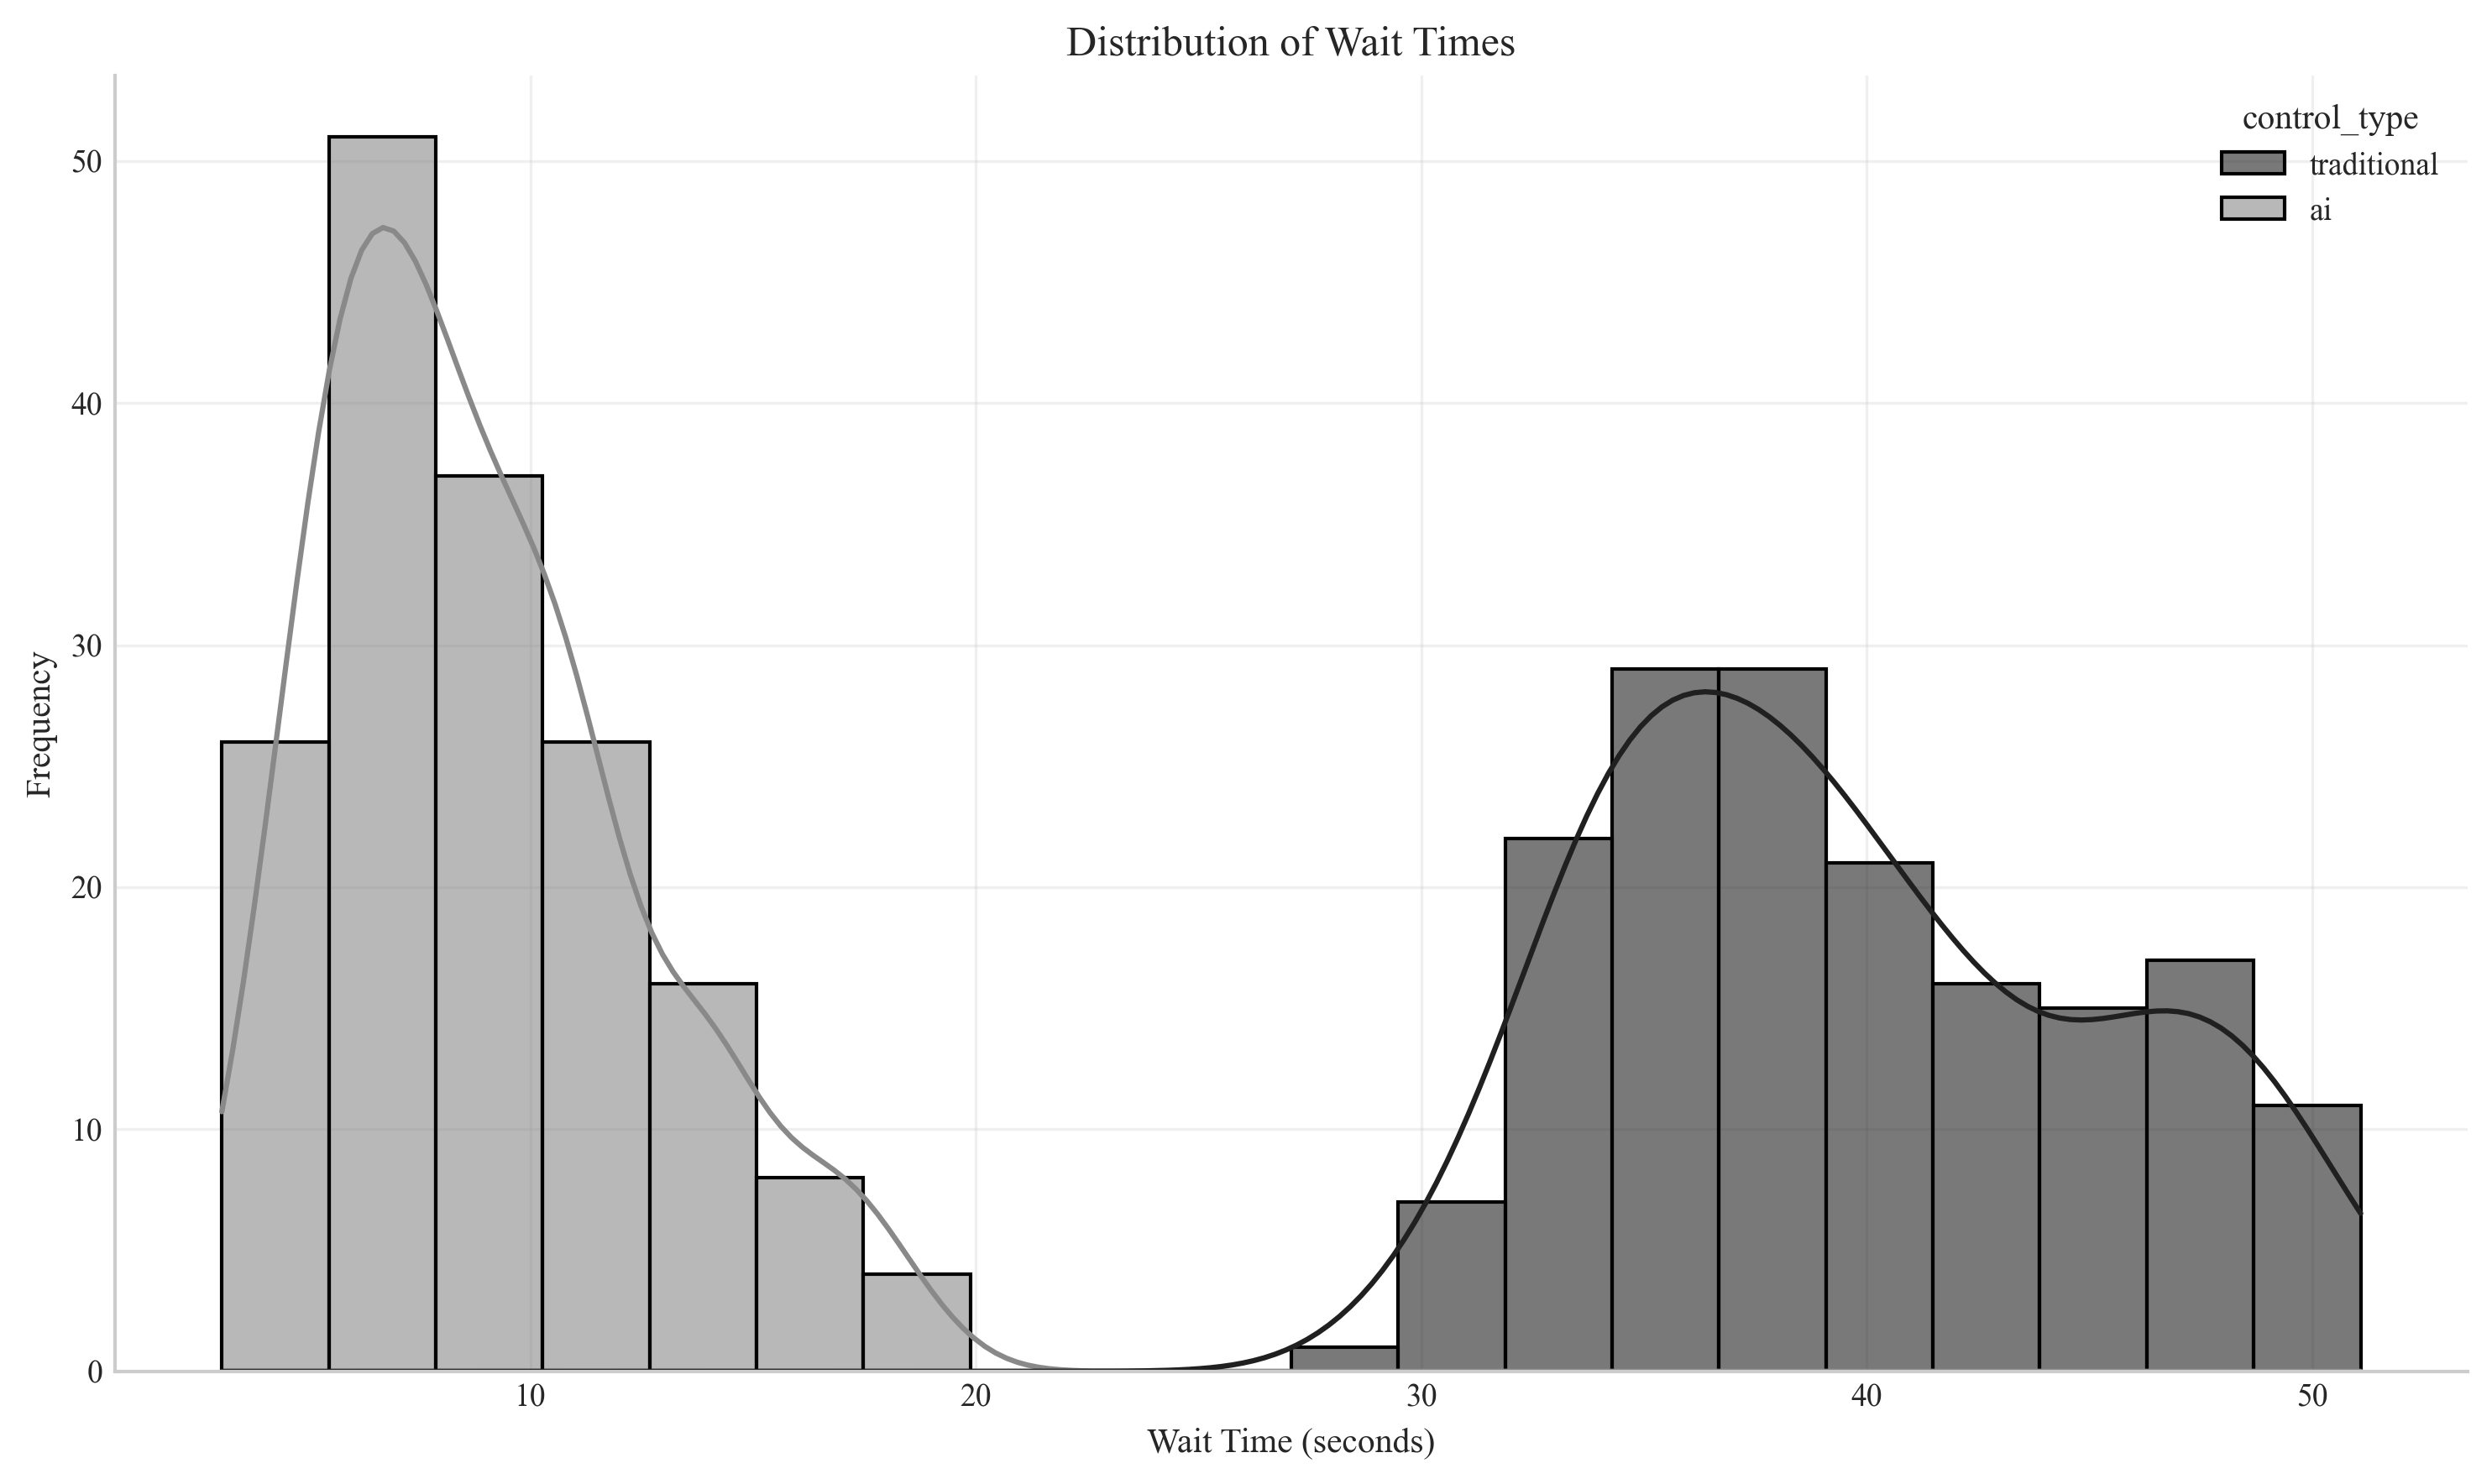 Distribution of Wait Times
control_type
traditional
ai
50
40
30
20
10
0
Frequency
10 20 30 40 50
Wait Time (seconds)